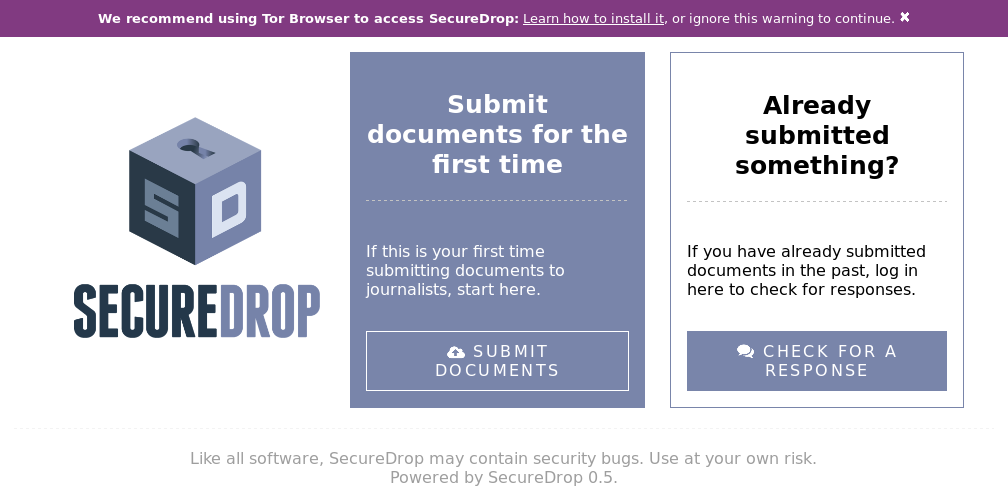 We recommend using Tor Browser to access SecureDrop: Learn how to install it, or ignore this warning to continue. ✖
S D
SECUREDROP
Submit
documents for the
first time
If this is your first time
submitting documents to
journalists, start here.
SUBMIT
DOCUMENTS
Already
submitted
something?
If you have already submitted
documents in the past, log in
here to check for responses.
CHECK FOR A
RESPONSE
Like all software, SecureDrop may contain security bugs. Use at your own risk.
Powered by SecureDrop 0.5.